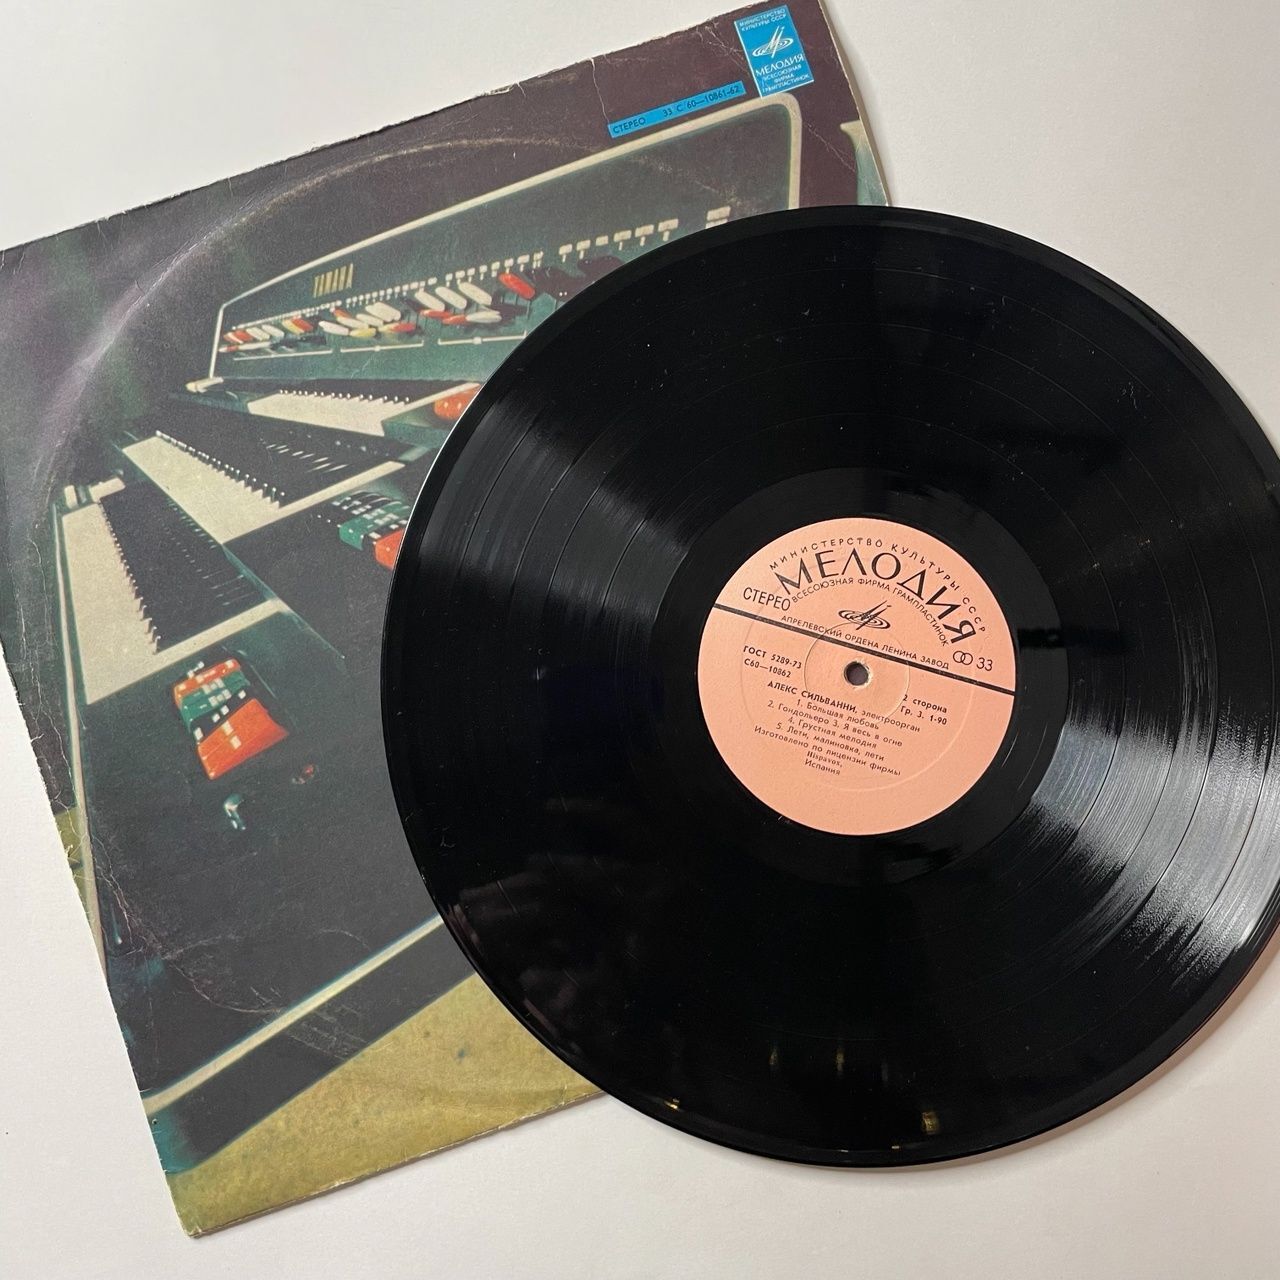 МИНИСТЕРСТВО
КУЛЬТУРЫ СССР
МЕЛОДИЯ
ВСЕСОЮЗНАЯ
ФИРМА
ГРАМПЛАСТИНОК
СТЕРЕО 33 С 60—10861-62
YAMAHA
МИНИСТЕРСТВО КУЛЬТУРЫ СССР
МЕЛОДИЯ
ВСЕСОЮЗНАЯ ФИРМА ГРАМПЛАСТИНОК
СТЕРЕО
АПРЕЛЕВСКИЙ ОРДЕНА ЛЕНИНА ЗАВОД
33
ГОСТ 5289-73
С60—10862
2 сторона
Гр. 3. 1-90
АЛЕКС СИЛЬВАННИ, электроорган
1. Большая любовь
2. Гондольеро 3. Я весь в огне
4. Грустная мелодия
5. Лети, малиновка, лети
Изготовлено по лицензии фирмы
Hispavox,
Испания